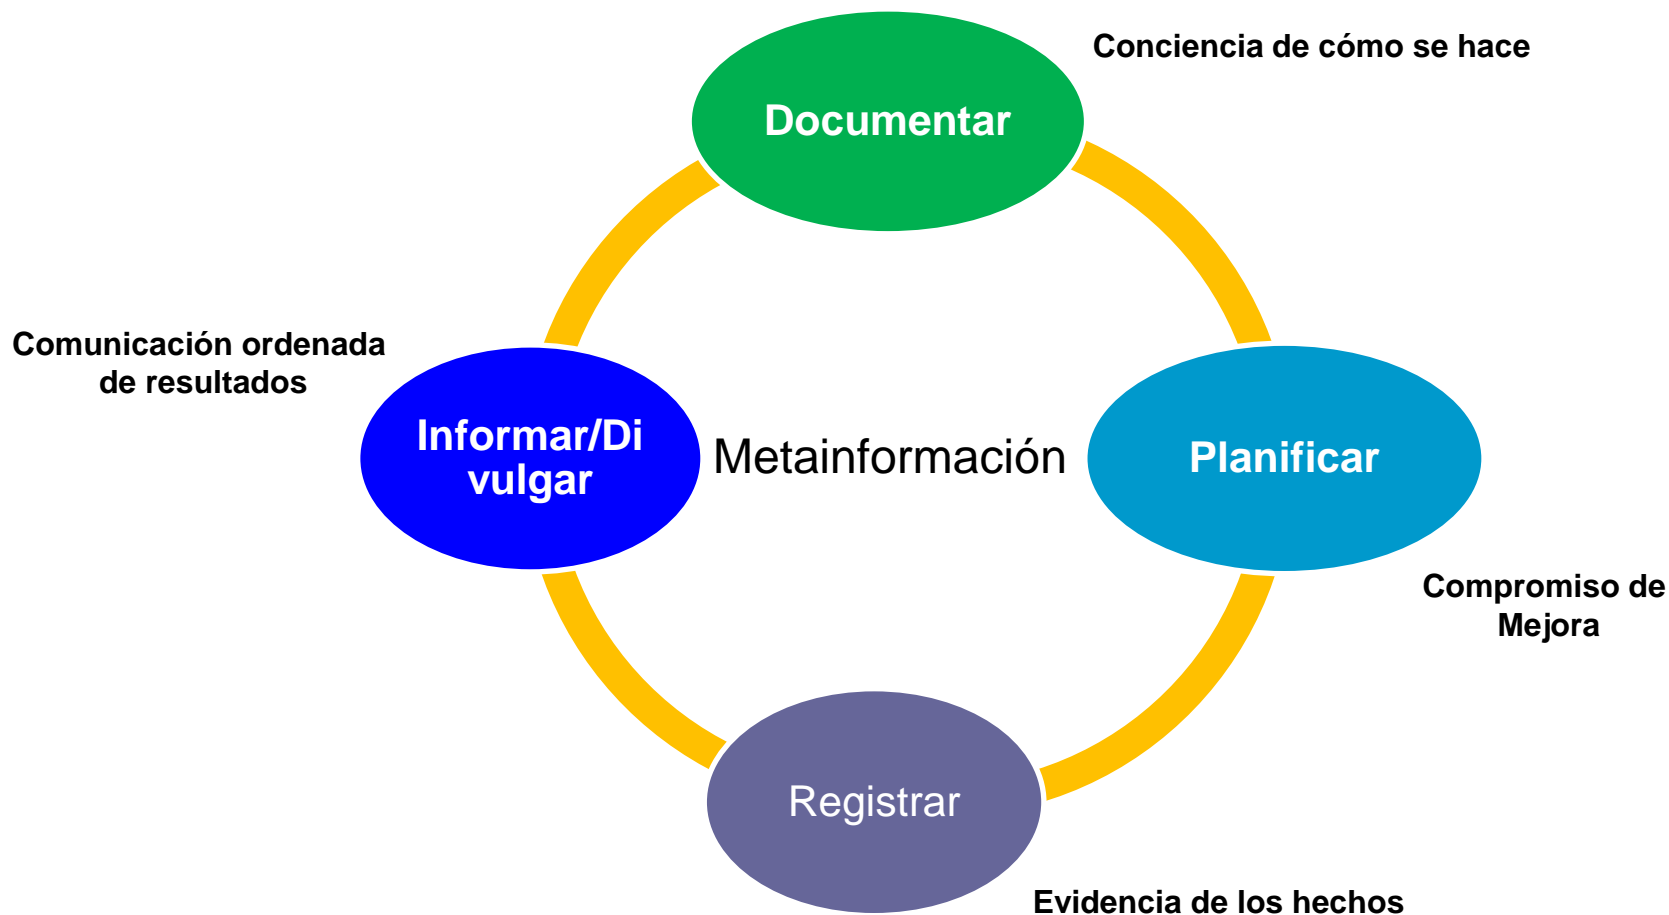 Conciencia de cómo se hace
Documentar
Comunicación ordenada
de resultados
Informar/Di
vulgar
Metainformación
Planificar
Compromiso de
Mejora
Registrar
Evidencia de los hechos